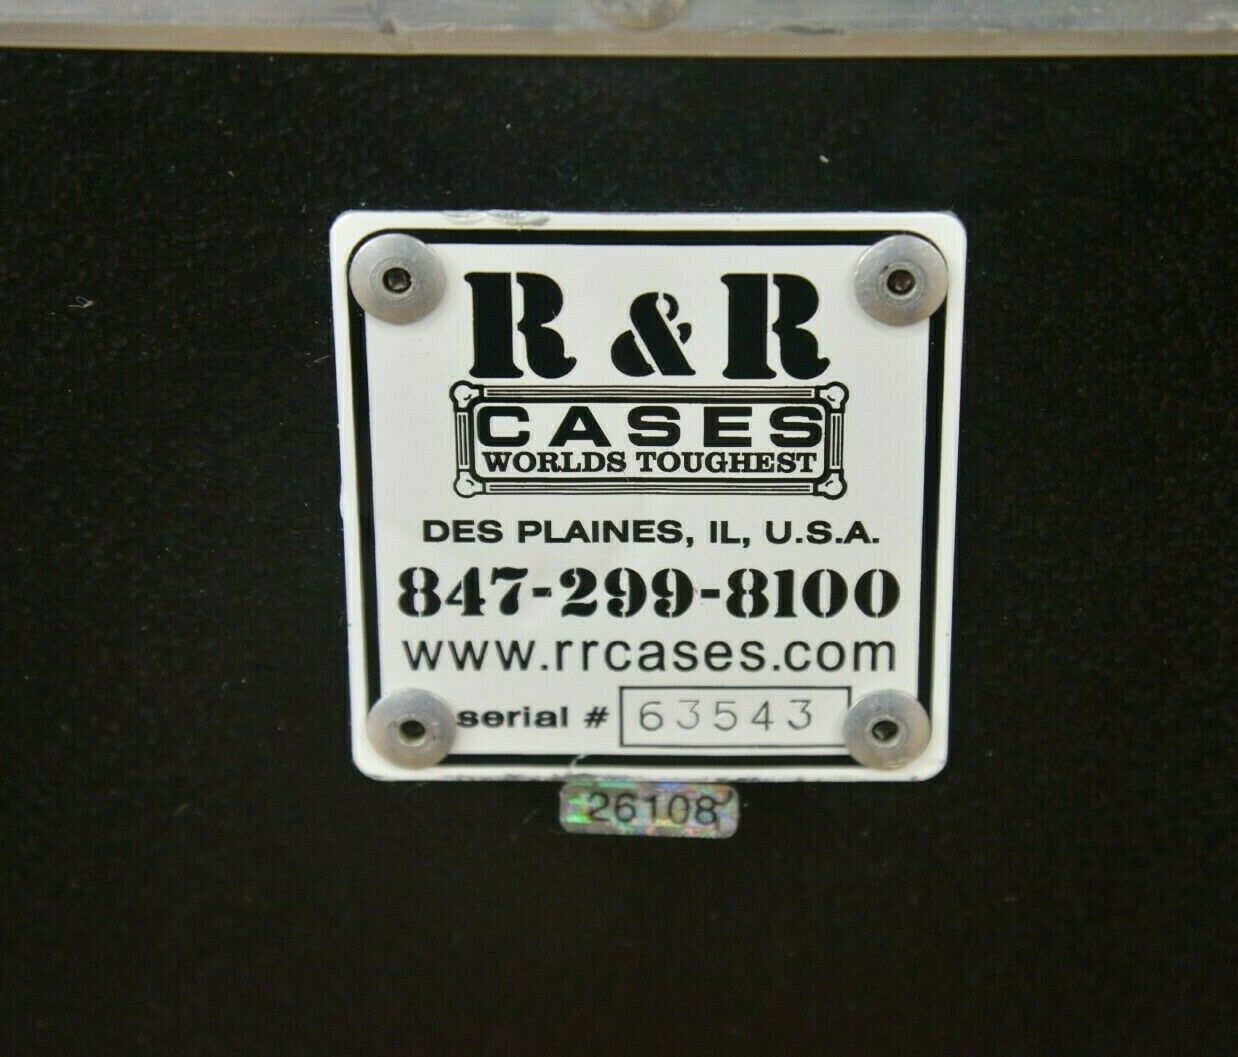 R & R
CASES
WORLDS TOUGHEST
DES PLAINES, IL, U.S.A.
847-299-8100
www.rrcases.com
serial # 63543
26108